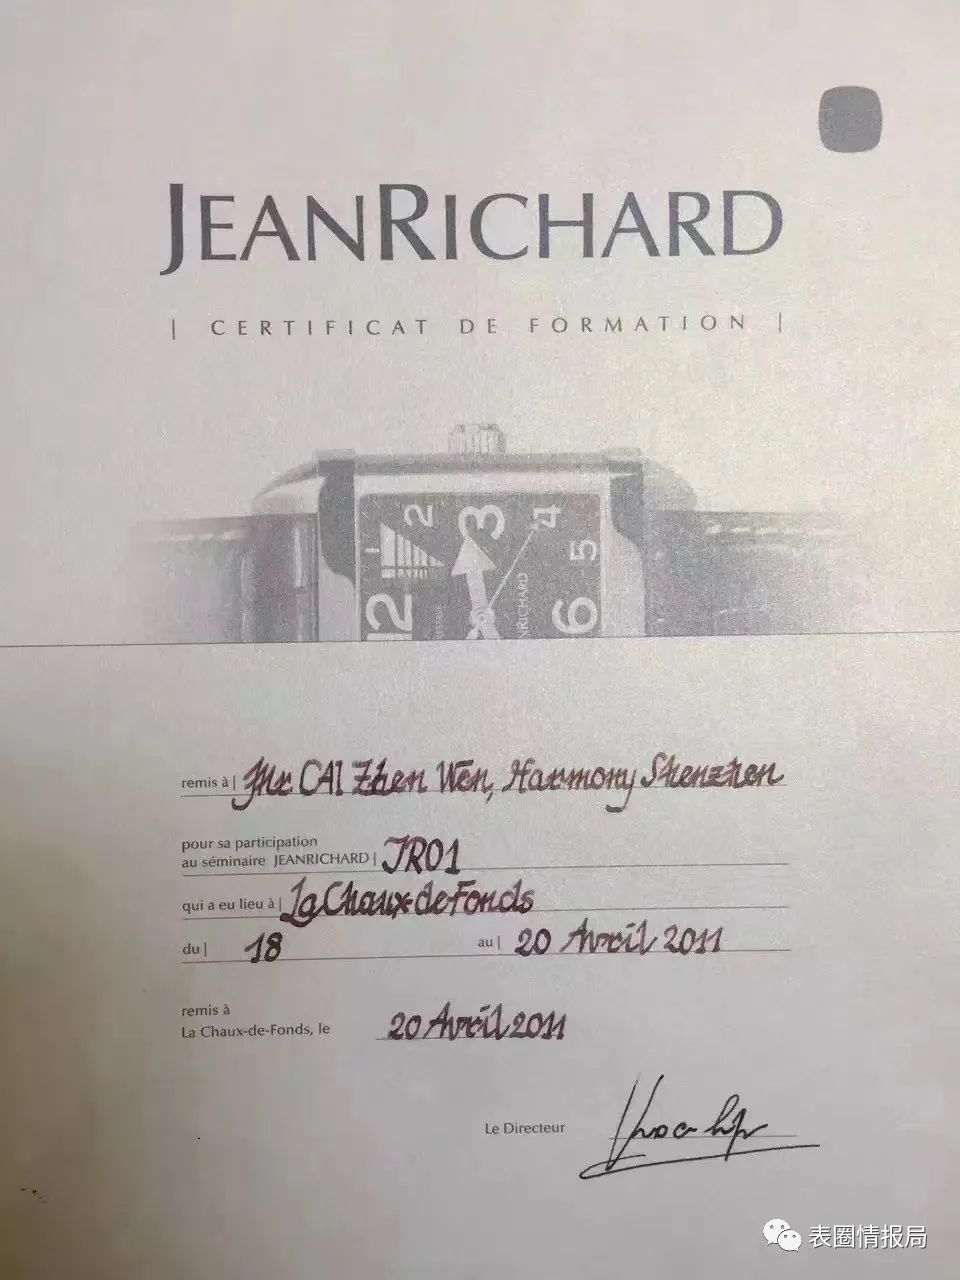 JEANRICHARD
| CERTIFICAT DE FORMATION |
1 2 3 4 5
12 6
remis à | Mr CAI Zhen Wen, Harmony Shenzhen
pour sa participation
au séminaire JEANRICHARD | JR01
qui a eu lieu à | La Chaux-de-Fonds
du | 18 au | 20 Avril 2011
remis à
La Chaux-de-Fonds, le 20 Avril 2011
Le Directeur
表圈情报局